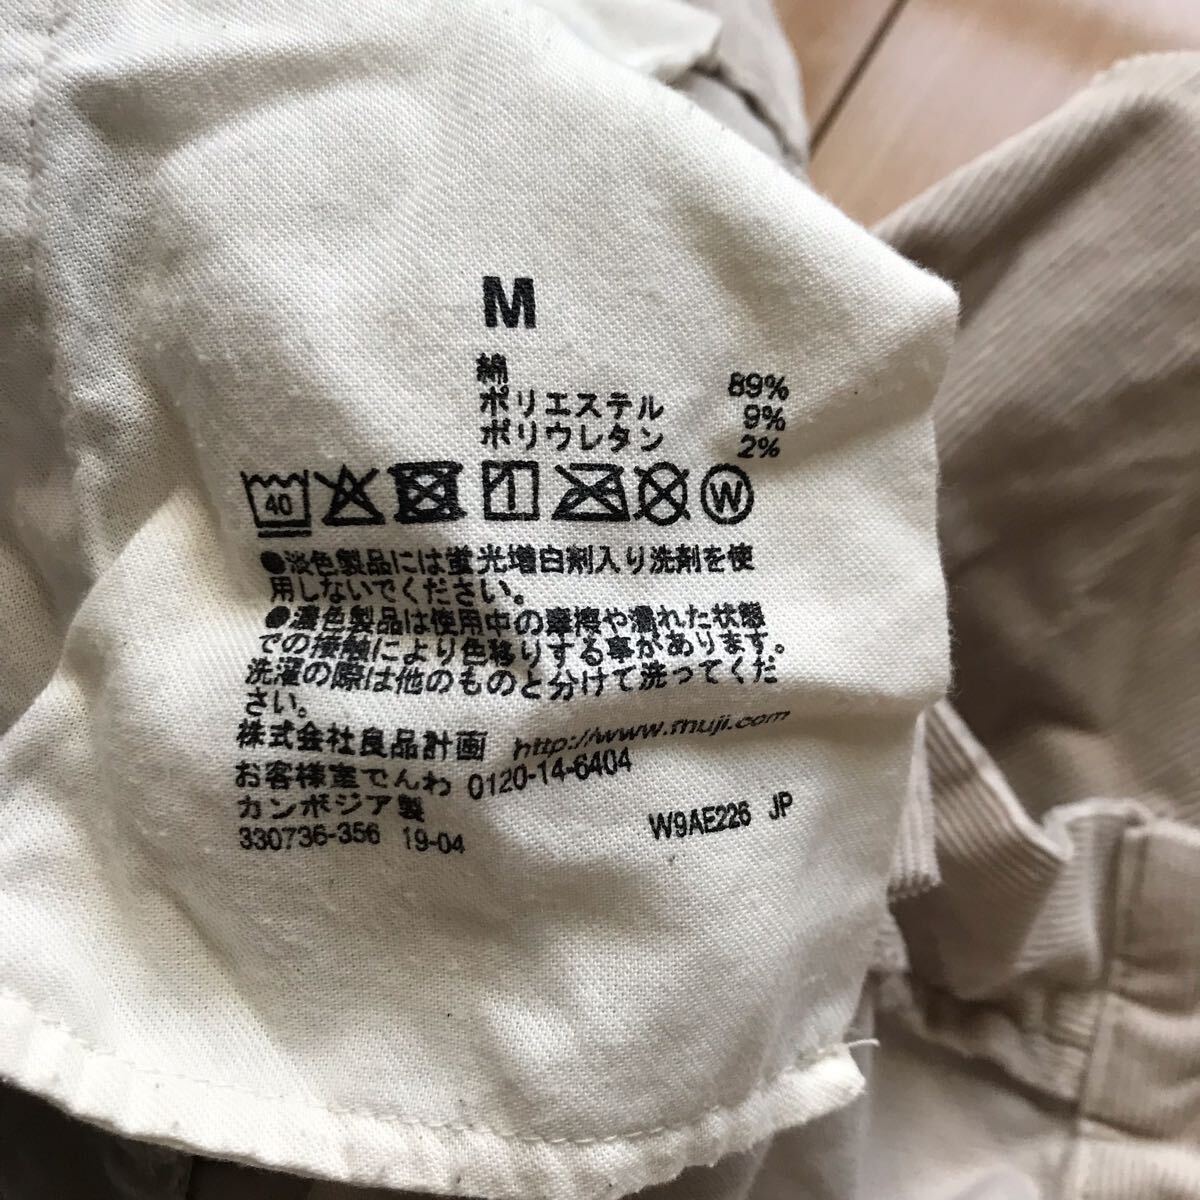 M
綿 89%
ポリエステル 9%
ポリウレタン 2%
40 W
●淡色製品には蛍光増白剤入り洗剤を使
用しないでください。
●濃色製品は使用中の摩擦や濡れた状態
での接触により色移りする事があります。
洗濯の際は他のものと分けて洗ってくだ
さい。
株式会社良品計画 http://www.muji.com
お客様室でんわ 0120-14-6404
カンボジア製
330736-356 19-04 W9AE226 JP